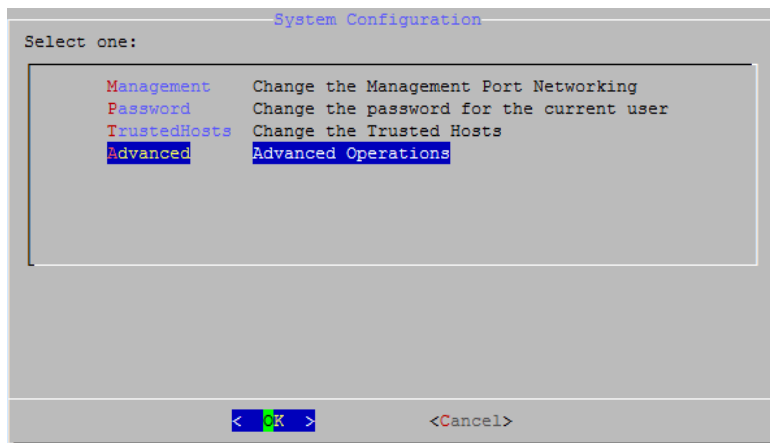 System Configuration
Select one:
Management Change the Management Port Networking
Password Change the password for the current user
TrustedHosts Change the Trusted Hosts
Advanced Advanced Operations
< OK > <Cancel>